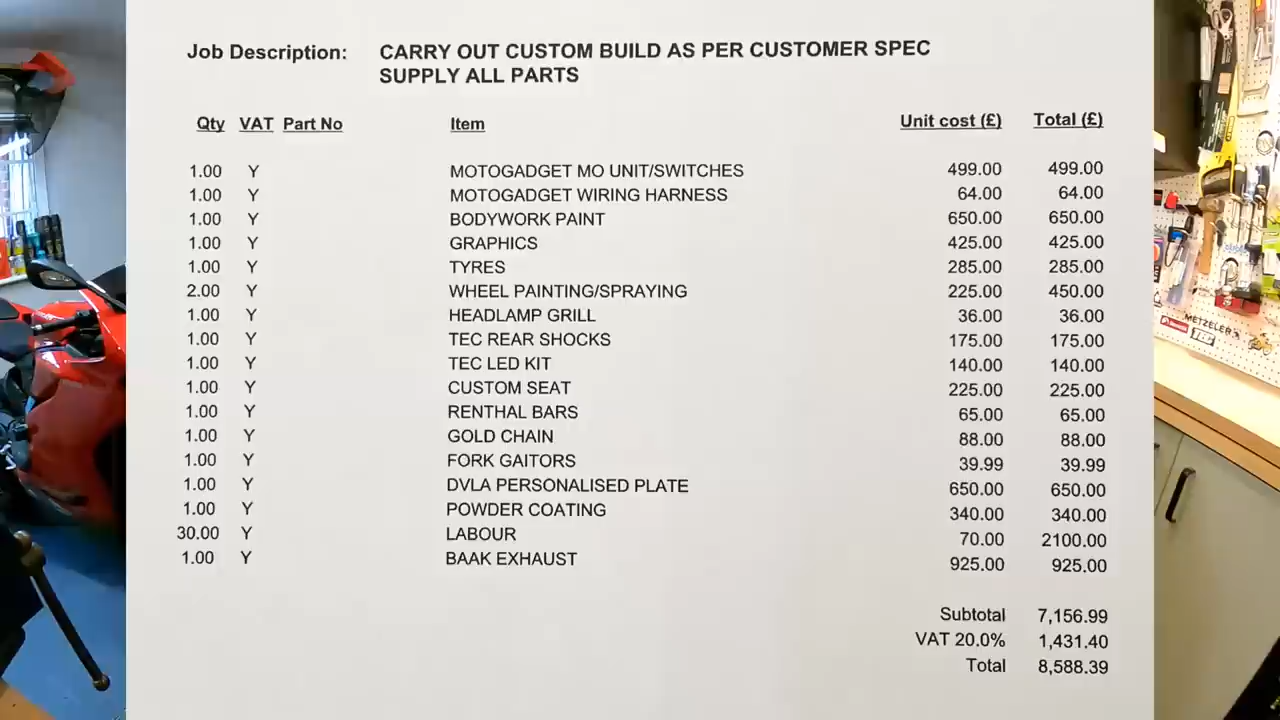 Job Description: CARRY OUT CUSTOM BUILD AS PER CUSTOMER SPEC
SUPPLY ALL PARTS
Qty VAT Part No Item Unit cost (£) Total (£)
1.00 Y MOTOGADGET MO UNIT/SWITCHES 499.00 499.00
1.00 Y MOTOGADGET WIRING HARNESS 64.00 64.00
1.00 Y BODYWORK PAINT 650.00 650.00
1.00 Y GRAPHICS 425.00 425.00
1.00 Y TYRES 285.00 285.00
2.00 Y WHEEL PAINTING/SPRAYING 225.00 450.00
1.00 Y HEADLAMP GRILL 36.00 36.00
1.00 Y TEC REAR SHOCKS 175.00 175.00
1.00 Y TEC LED KIT 140.00 140.00
1.00 Y CUSTOM SEAT 225.00 225.00
1.00 Y RENTHAL BARS 65.00 65.00
1.00 Y GOLD CHAIN 88.00 88.00
1.00 Y FORK GAITORS 39.99 39.99
1.00 Y DVLA PERSONALISED PLATE 650.00 650.00
1.00 Y POWDER COATING 340.00 340.00
30.00 Y LABOUR 70.00 2100.00
1.00 Y BAAK EXHAUST 925.00 925.00
Subtotal 7,156.99
VAT 20.0% 1,431.40
Total 8,588.39
METZELER